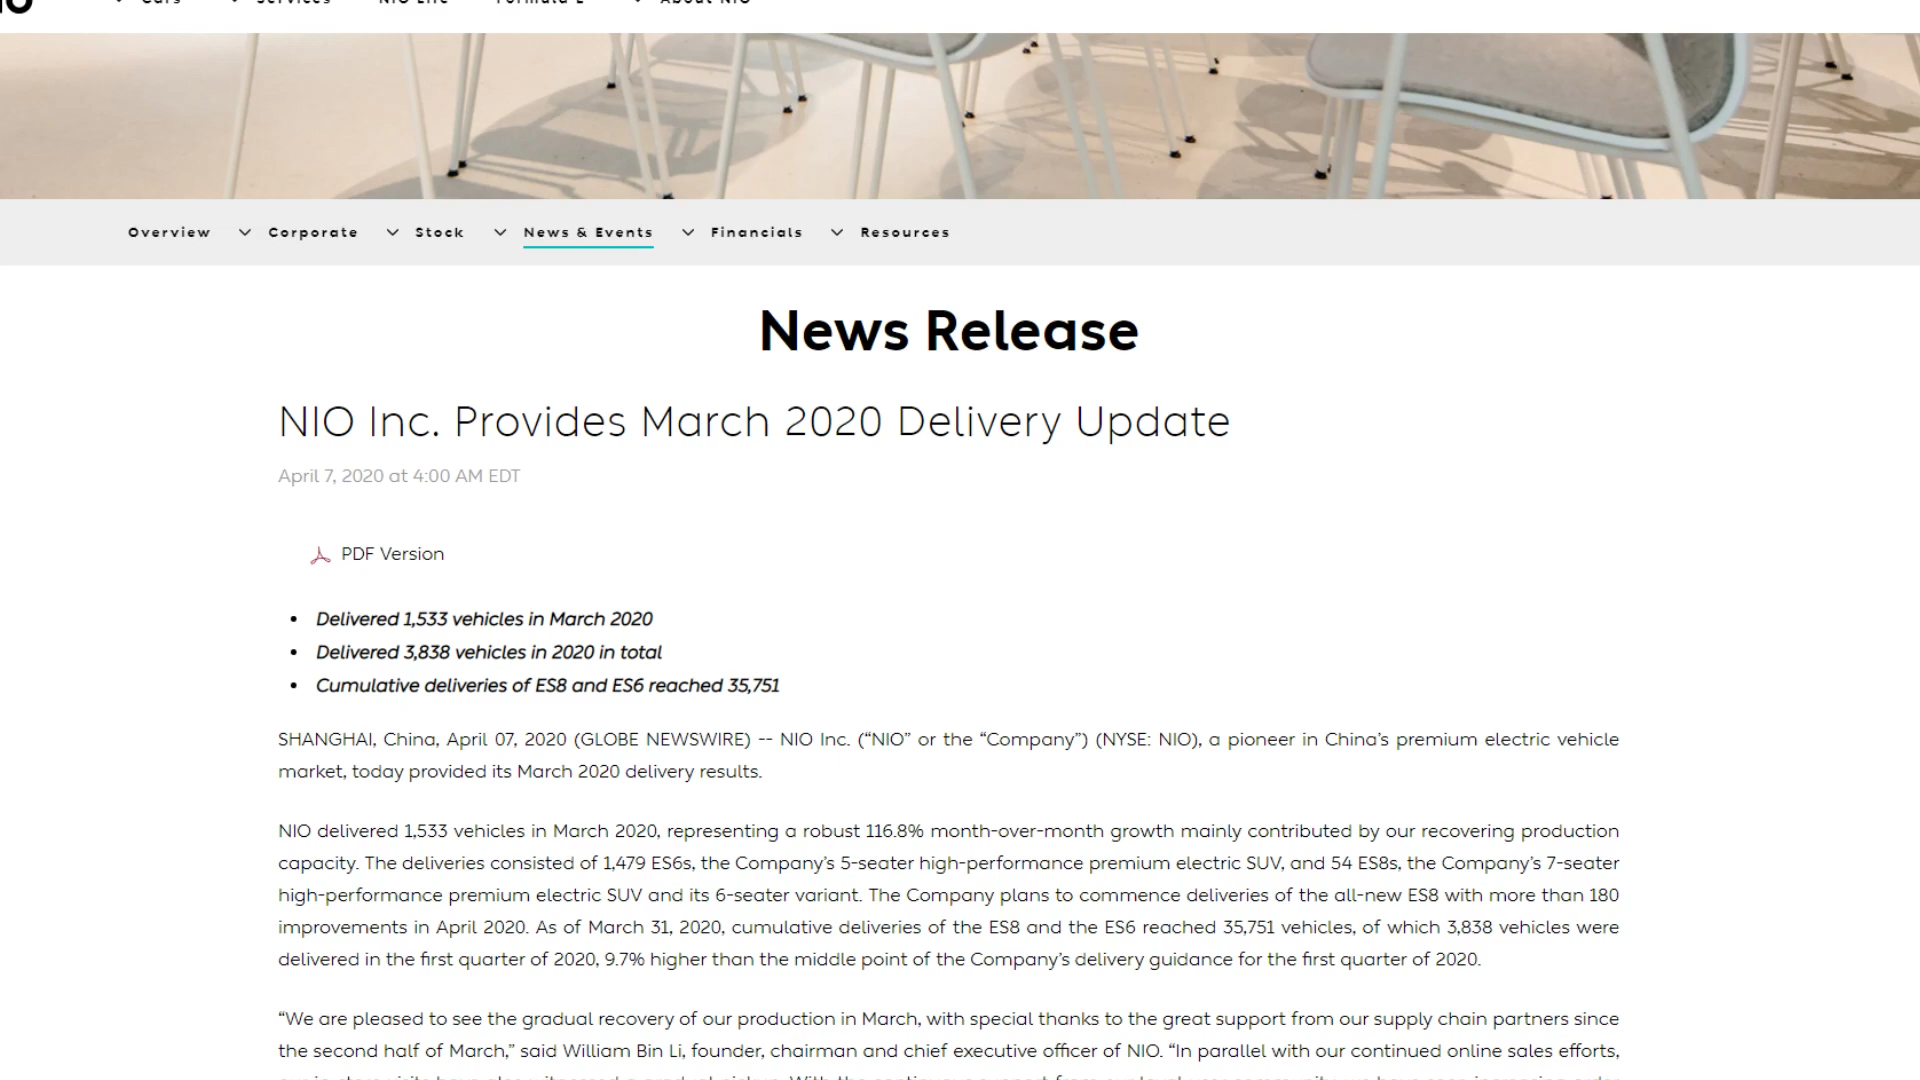 Cars Services NIO Life Formula E About NIO
Overview Corporate Stock News & Events Financials Resources
News Release
NIO Inc. Provides March 2020 Delivery Update
April 7, 2020 at 4:00 AM EDT
PDF Version
• Delivered 1,533 vehicles in March 2020
• Delivered 3,838 vehicles in 2020 in total
• Cumulative deliveries of ES8 and ES6 reached 35,751
SHANGHAI, China, April 07, 2020 (GLOBE NEWSWIRE) -- NIO Inc. (“NIO” or the “Company”) (NYSE: NIO), a pioneer in China’s premium electric vehicle
market, today provided its March 2020 delivery results.
NIO delivered 1,533 vehicles in March 2020, representing a robust 116.8% month-over-month growth mainly contributed by our recovering production
capacity. The deliveries consisted of 1,479 ES6s, the Company’s 5-seater high-performance premium electric SUV, and 54 ES8s, the Company’s 7-seater
high-performance premium electric SUV and its 6-seater variant. The Company plans to commence deliveries of the all-new ES8 with more than 180
improvements in April 2020. As of March 31, 2020, cumulative deliveries of the ES8 and the ES6 reached 35,751 vehicles, of which 3,838 vehicles were
delivered in the first quarter of 2020, 9.7% higher than the middle point of the Company’s delivery guidance for the first quarter of 2020.
“We are pleased to see the gradual recovery of our production in March, with special thanks to the great support from our supply chain partners since
the second half of March,” said William Bin Li, founder, chairman and chief executive officer of NIO. “In parallel with our continued online sales efforts,